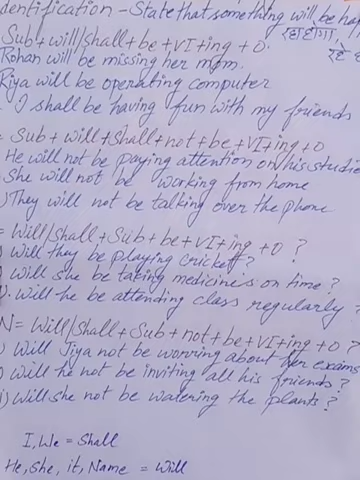 dentification - State that something will be
रहा होगा,
Sub + will/shall + be + VI + ing + O.
Rohan will be missing her mom.
Riya will be operating computer
I shall be having fun with my friends
= Sub + will + shall + not + be + VI + ing + O
He will not be paying attention on his studie
She will not be working from home
They will not be talking over the phone
= Will/shall + Sub + be + VI + ing + O ?
Will they be playing cricket?
Will she be taking medicine's on time ?
Will he be attending class regularly ?
N = Will/shall + Sub + not + be + VI + ing + O ?
Will Jiya not be worring about her exams
Will he not be inviting all his friends ?
i) Will she not be watering the plants ?
I, We = Shall
He, She, it, Name = Will